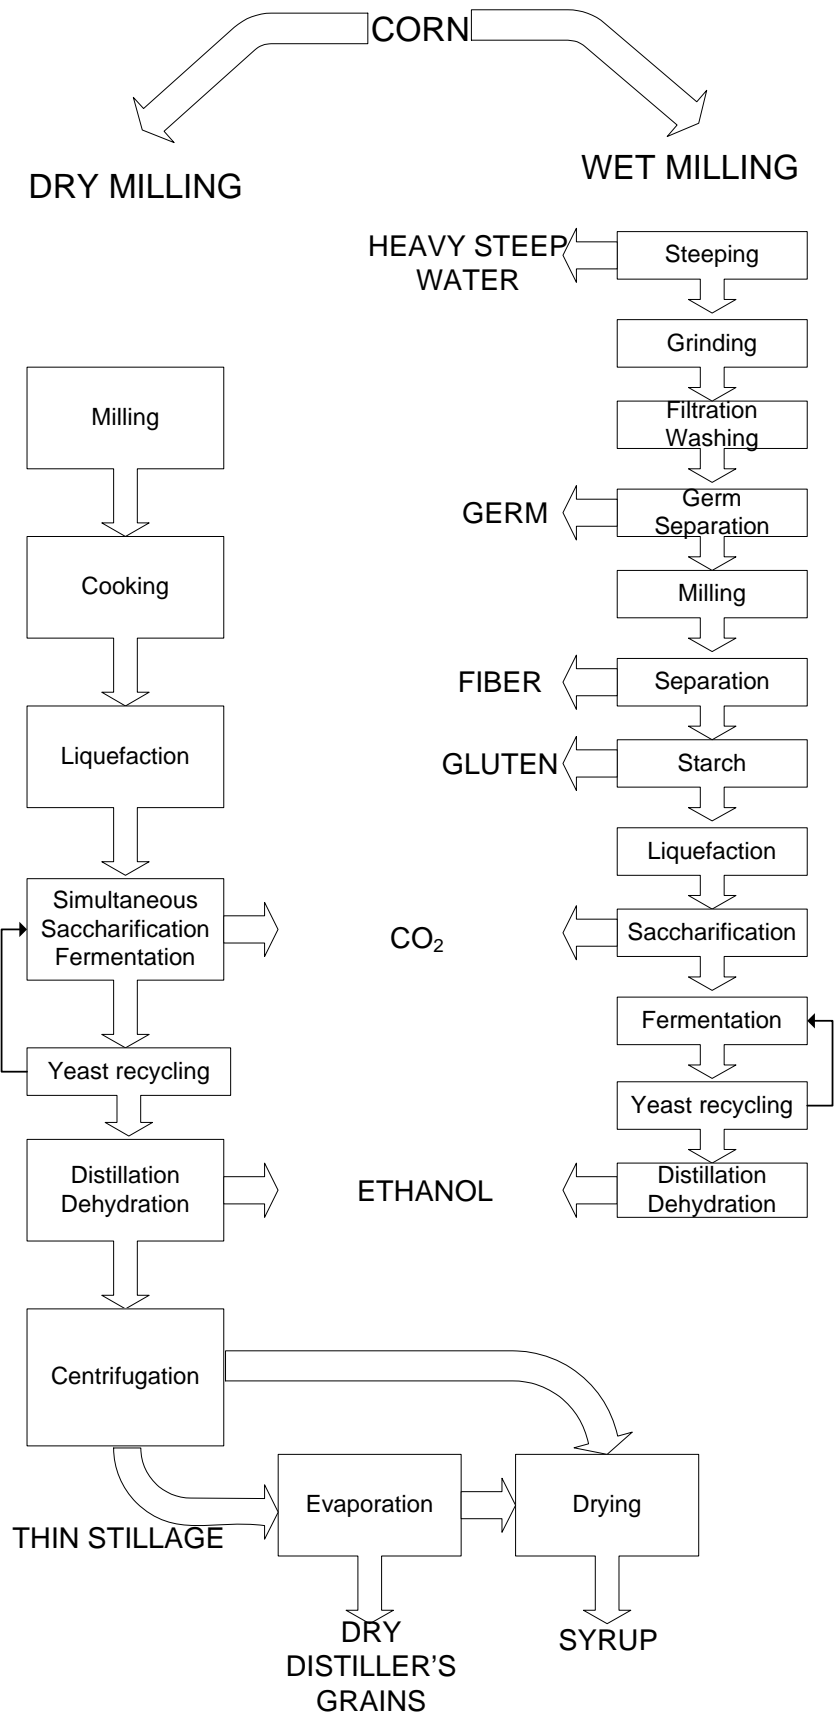 CORN
DRY MILLING
WET MILLING
HEAVY STEEP
WATER
Steeping
Grinding
Filtration
Washing
GERM
Germ
Separation
Milling
FIBER
Separation
GLUTEN
Starch
Liquefaction
CO₂
Saccharification
Fermentation
Yeast recycling
ETHANOL
Distillation
Dehydration
Milling
Cooking
Liquefaction
Simultaneous
Saccharification
Fermentation
Yeast recycling
Distillation
Dehydration
Centrifugation
THIN STILLAGE
Evaporation
Drying
DRY
DISTILLER'S
GRAINS
SYRUP